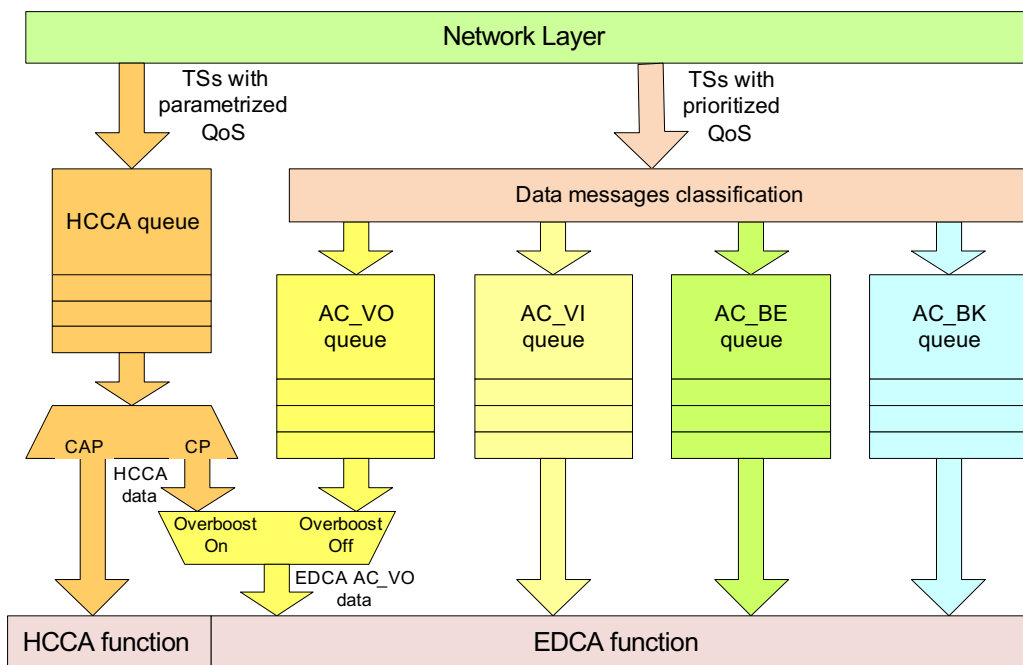 Network Layer
TSs with
parametrized
QoS
TSs with
prioritized
QoS
HCCA queue
Data messages classification
AC_VO
queue
AC_VI
queue
AC_BE
queue
AC_BK
queue
CAP
CP
HCCA
data
Overboost
On
Overboost
Off
EDCA AC_VO
data
HCCA function
EDCA function